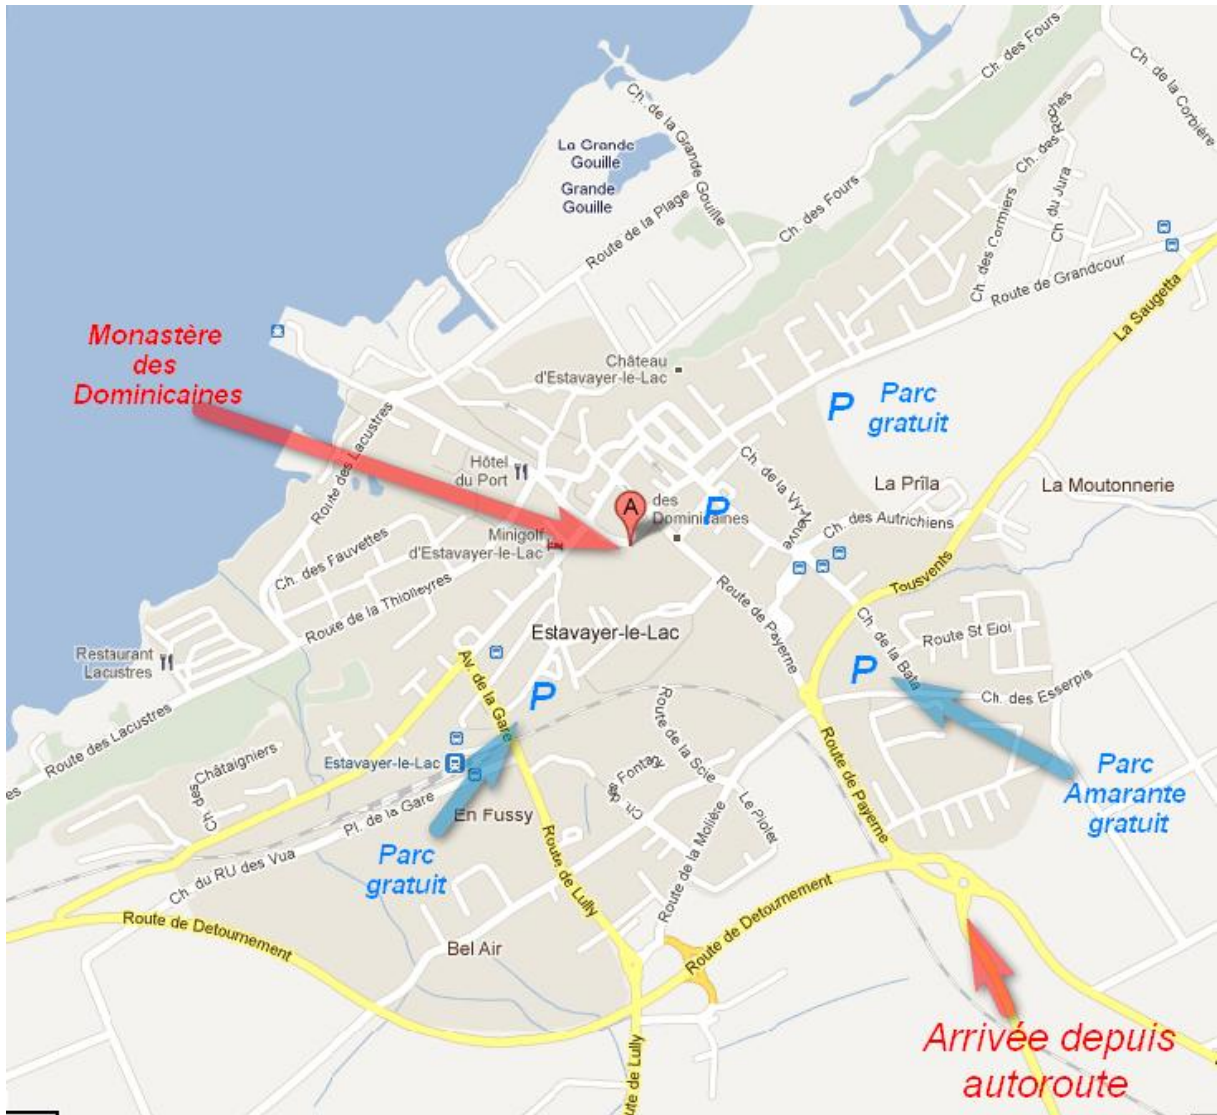 Ch. des Fours
Ch. de la Corbière
Ch. de la Grande Gouille
La Grande
Gouille
Grande
Gouille
Ch. des Roches
Ch. du Jura
Ch. des Cormiers
Route de la Plage
Ch. des Fours
Route de Grandcour
La Saugetta
Monastère
des
Dominicaines
Château
d'Estavayer-le-Lac
P
Parc
gratuit
Route des Lacustres
Hôtel
du Port
Ch. de la Vy-Neuve
La Prîla
La Moutonnerie
A
des
Dominicaines
P
Ch. des Autrichiens
Minigolf
d'Estavayer-le-Lac
Ch. des Fauvettes
Route de la Thiolleyres
Tousvents
Route de Payerne
Estavayer-le-Lac
Ch. de la Bata
Route St Eloi
Restaurant
Lacustres
Av. de la Gare
P
P
Ch. des Esserpis
Route des Lacustres
Route de la Scie
Châtaigniers
Ch. des
Estavayer-le-Lac
Fontany
Ch. des
Route de Payerne
Parc
Amarante
gratuit
Le Piolet
Pl. de la Gare
En Fussy
Parc
gratuit
Route de Lully
Route de la Molière
Ch. du RU des Vua
Route de Detournement
Route de Detournement
Bel Air
Arrivée depuis
autoroute
ute de Lully
es